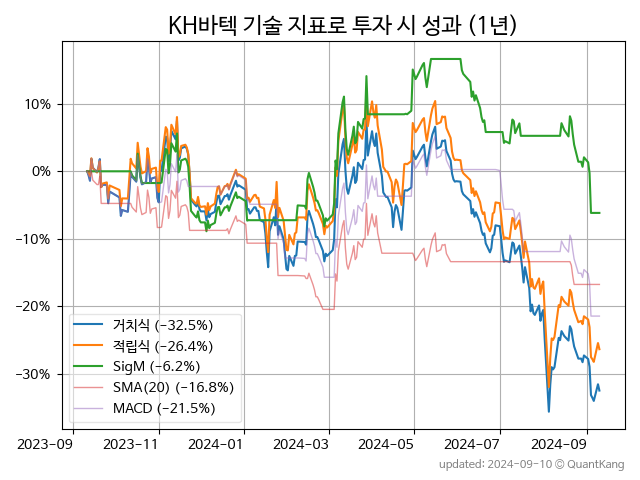 KH바텍 기술 지표로 투자 시 성과 (1년)
10%
0%
−10%
−20%
−30%
거치식 (−32.5%)
적립식 (−26.4%)
SigM (−6.2%)
SMA(20) (−16.8%)
MACD (−21.5%)
2023-09
2023-11
2024-01
2024-03
2024-05
2024-07
2024-09
updated: 2024-09-10 @ QuantKang